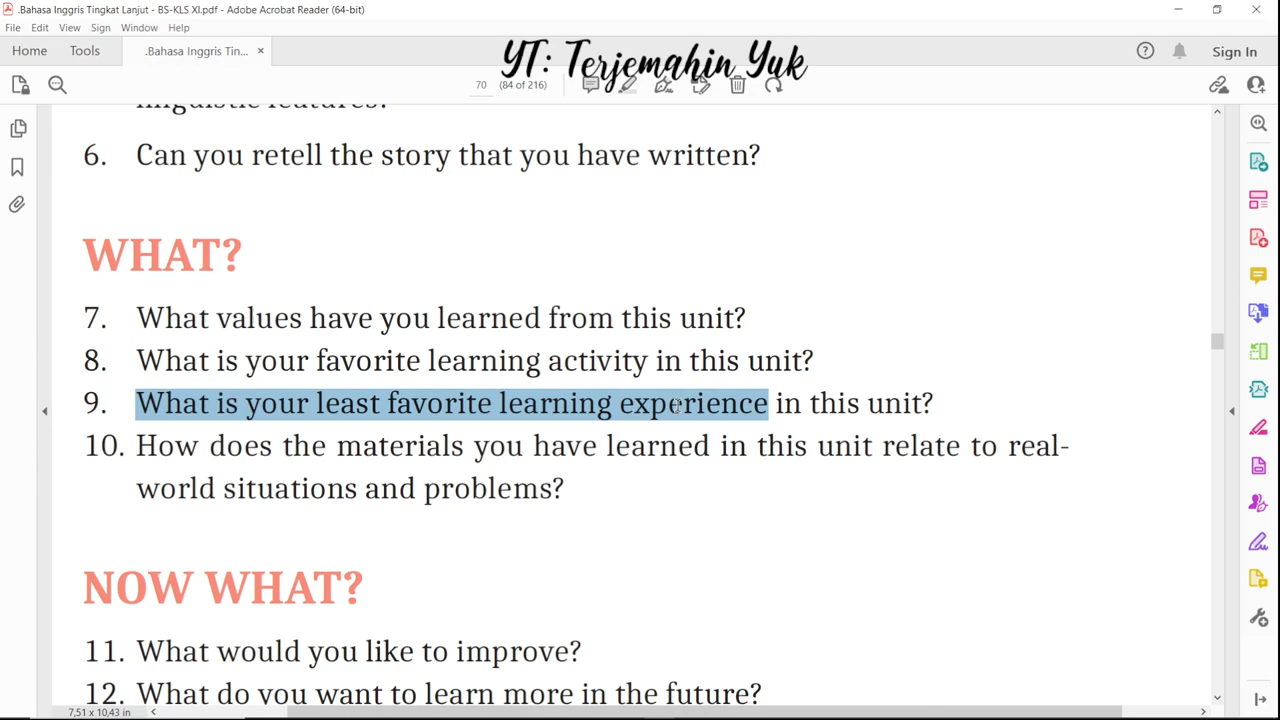 .Bahasa Inggris Tingkat Lanjut - BS-KLS XI.pdf - Adobe Acrobat Reader (64-bit)
File Edit View Sign Window Help
Home Tools .Bahasa Inggris Tin... × Sign In
YT: Terjemahin Yuk
70 (84 of 216)
linguistic features?
6. Can you retell the story that you have written?
WHAT?
7. What values have you learned from this unit?
8. What is your favorite learning activity in this unit?
9. What is your least favorite learning experience in this unit?
10. How does the materials you have learned in this unit relate to real-
world situations and problems?
NOW WHAT?
11. What would you like to improve?
12. What do you want to learn more in the future?
7,51 x 10,43 in